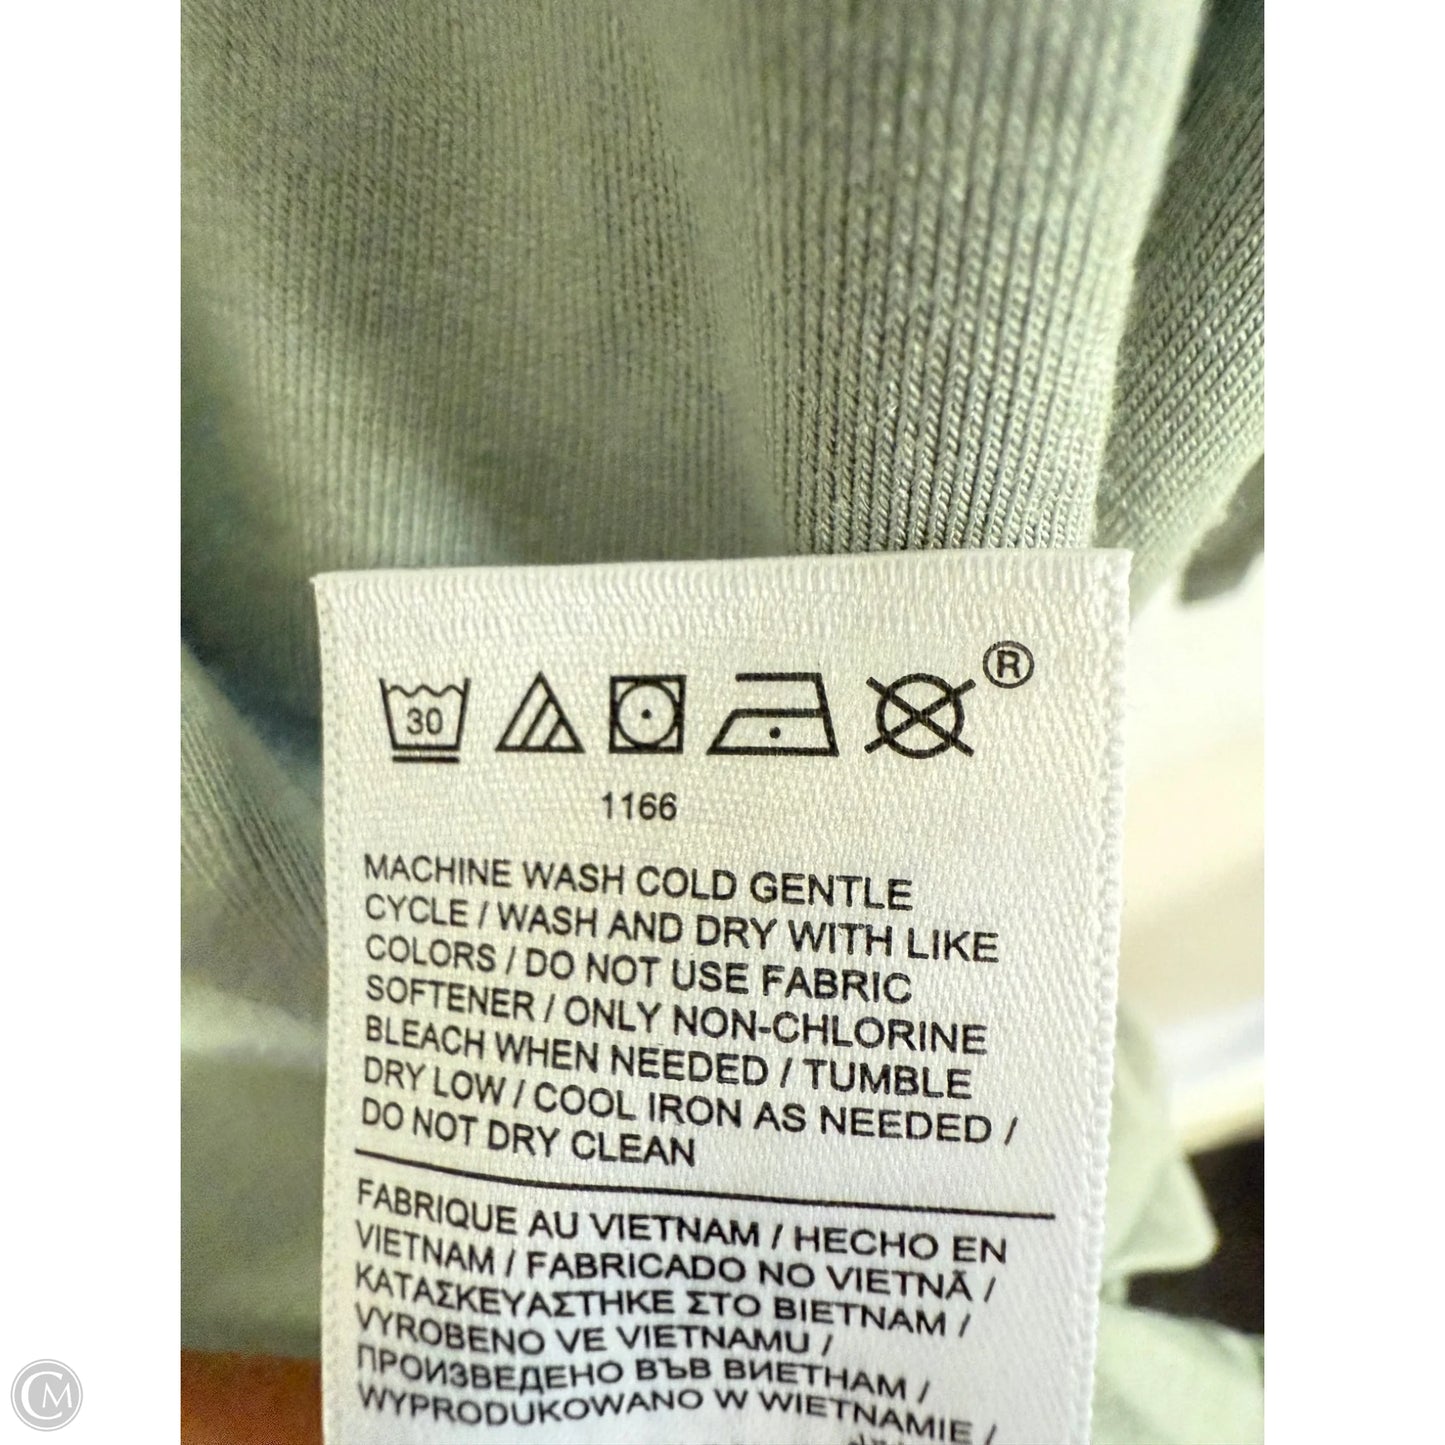 30
®
1166
MACHINE WASH COLD GENTLE
CYCLE / WASH AND DRY WITH LIKE
COLORS / DO NOT USE FABRIC
SOFTENER / ONLY NON-CHLORINE
BLEACH WHEN NEEDED / TUMBLE
DRY LOW / COOL IRON AS NEEDED /
DO NOT DRY CLEAN
FABRIQUE AU VIETNAM / HECHO EN
VIETNAM / FABRICADO NO VIETNÃ /
ΚΑΤΑΣΚΕΥΑΣΤΗΚΕ ΣΤΟ ΒΙΕΤΝΑΜ /
VYROBENO VE VIETNAMU /
ПРОИЗВЕДЕНО ВЪВ ВИЕТНАМ /
WYPRODUKOWANO W WIETNAMIE /
CM